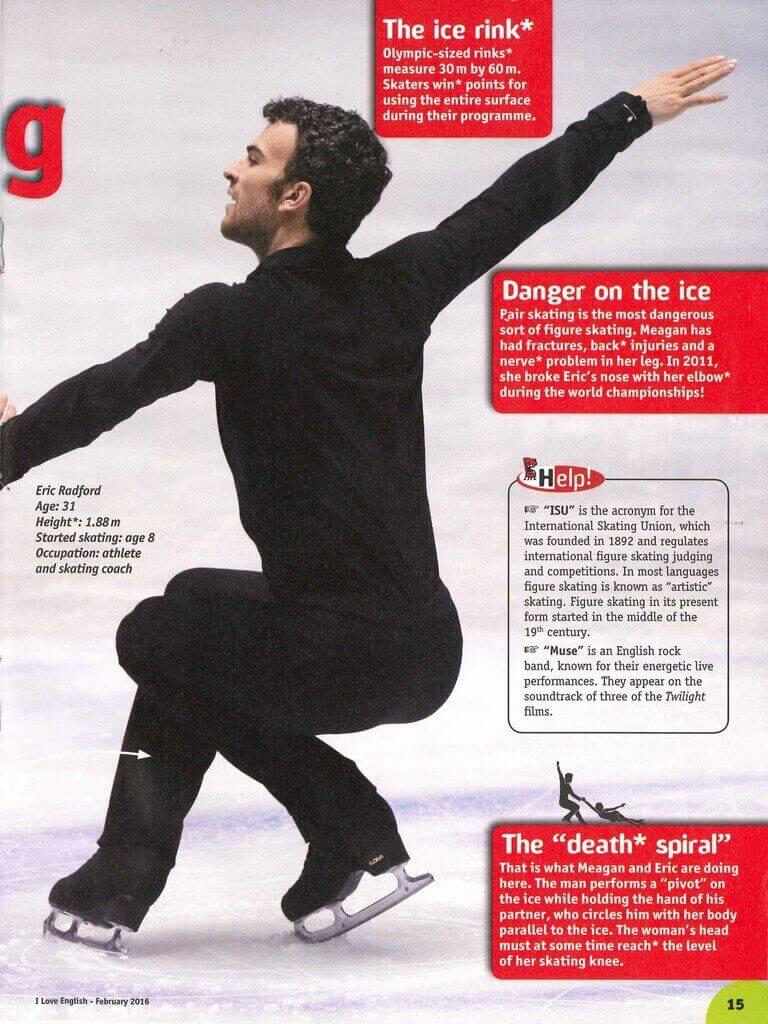 g
The ice rink*
Olympic-sized rinks*
measure 30 m by 60 m.
Skaters win* points for
using the entire surface
during their programme.
Danger on the ice
Pair skating is the most dangerous
sort of figure skating. Meagan has
had fractures, back* injuries and a
nerve* problem in her leg. In 2011,
she broke Eric's nose with her elbow*
during the world championships!
Eric Radford
Age: 31
Height*: 1.88 m
Started skating: age 8
Occupation: athlete
and skating coach
Help!
☞ "ISU" is the acronym for the
International Skating Union, which
was founded in 1892 and regulates
international figure skating judging
and competitions. In most languages
figure skating is known as "artistic"
skating. Figure skating in its present
form started in the middle of the
19th century.
☞ "Muse" is an English rock
band, known for their energetic live
performances. They appear on the
soundtrack of three of the Twilight
films.
The "death* spiral"
That is what Meagan and Eric are doing
here. The man performs a "pivot" on
the ice while holding the hand of his
partner, who circles him with her body
parallel to the ice. The woman's head
must at some time reach* the level
of her skating knee.
I Love English - February 2016
15